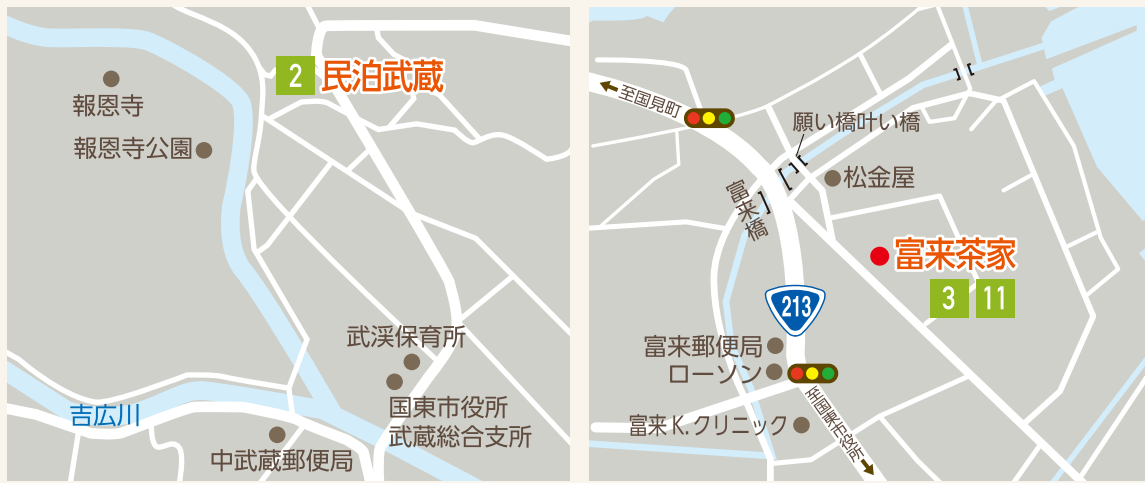 2 民泊武蔵
報恩寺
報恩寺公園
武渓保育所
国東市役所
武蔵総合支所
吉広川
中武蔵郵便局
至国見町
願い橋叶い橋
松金屋
富来橋
富来茶家
3 11
213
富来郵便局
ローソン
富来K.クリニック
至国東市役所